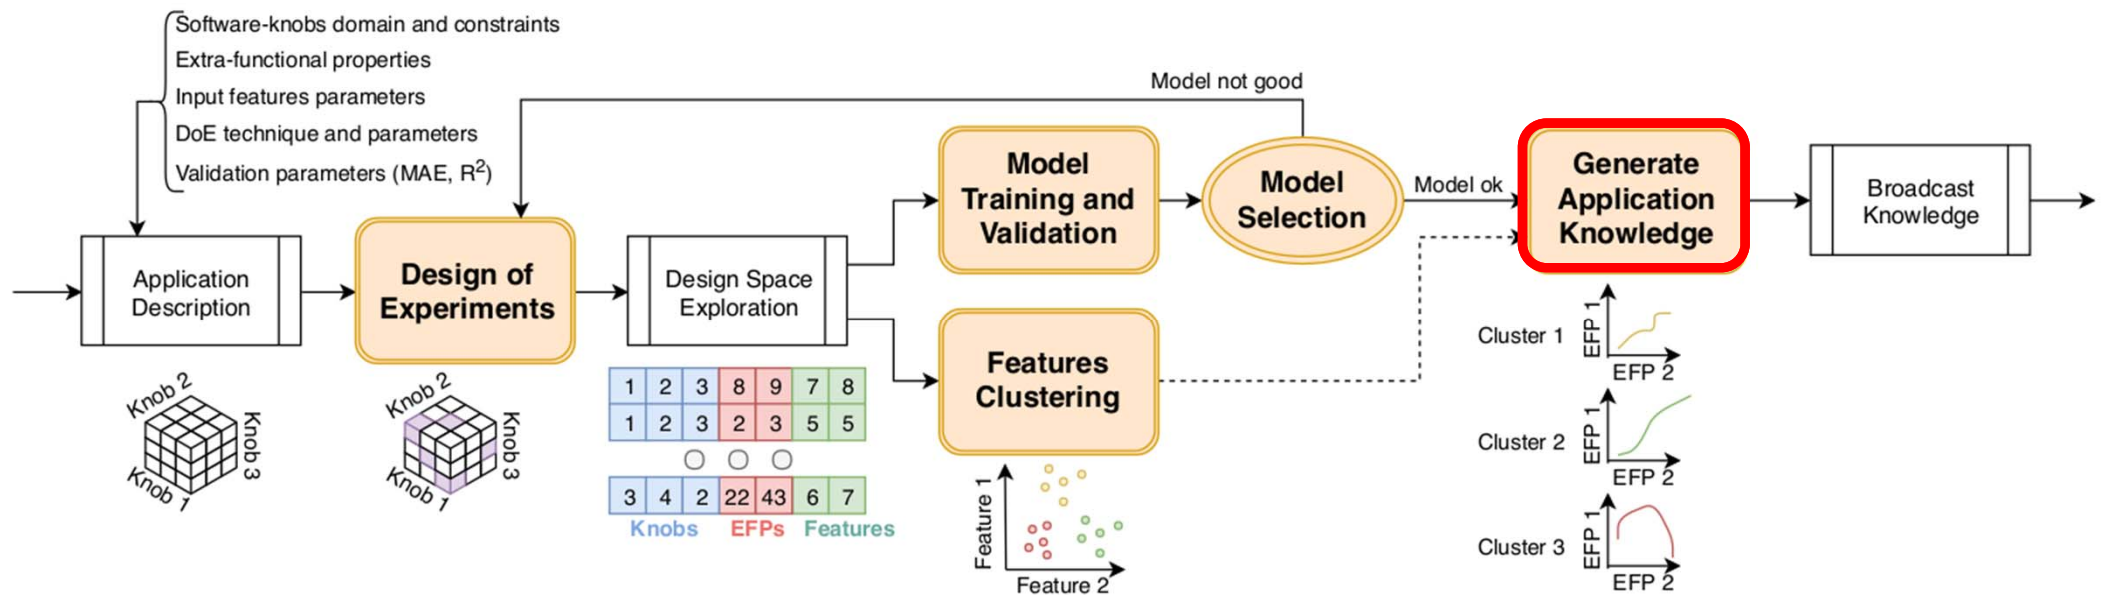 Software-knobs domain and constraints
Extra-functional properties
Input features parameters
DoE technique and parameters
Validation parameters (MAE, R²)
Application
Description
Knob 2
Knob 1
Knob 3
Design of
Experiments
Knob 2
Knob 1
Knob 3
Design Space
Exploration
1 2 3 8 9 7 8
1 2 3 2 3 5 5
3 4 2 22 43 6 7
Knobs EFPs Features
Model
Training and
Validation
Features
Clustering
Feature 1
Feature 2
Model not good
Model
Selection
Model ok
Generate
Application
Knowledge
Cluster 1
EFP 1
EFP 2
Cluster 2
EFP 1
EFP 2
Cluster 3
EFP 1
EFP 2
Broadcast
Knowledge